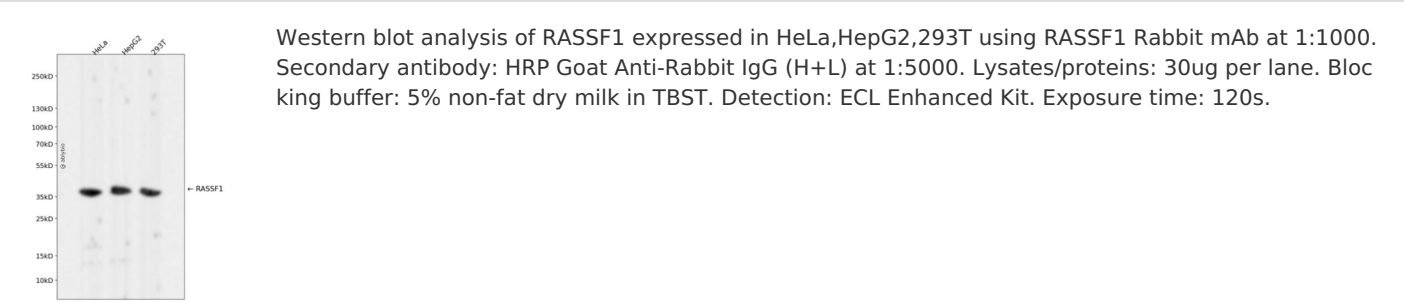 HeLa
HepG2
293T
250kD
130kD
100kD
70kD
@ abybio
55kD
← RASSF1
35kD
25kD
15kD
10kD
Western blot analysis of RASSF1 expressed in HeLa,HepG2,293T using RASSF1 Rabbit mAb at 1:1000.
Secondary antibody: HRP Goat Anti-Rabbit IgG (H+L) at 1:5000. Lysates/proteins: 30ug per lane. Bloc
king buffer: 5% non-fat dry milk in TBST. Detection: ECL Enhanced Kit. Exposure time: 120s.